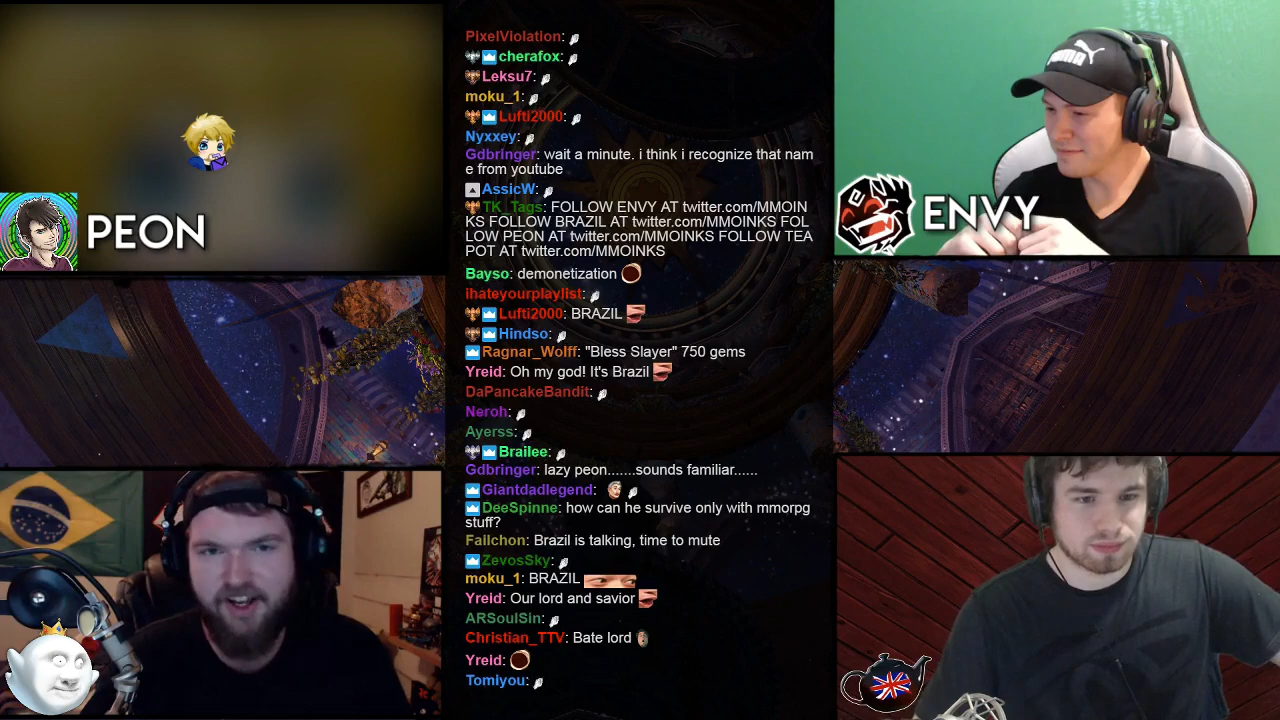 PixelViolation:
cherafox:
Leksu7:
moku_1:
Lufti2000:
Nyxxey:
Gdbringer: wait a minute. i think i recognize that nam
e from youtube
AssicW:
TK_Tags: FOLLOW ENVY AT twitter.com/MMOIN
KS FOLLOW BRAZIL AT twitter.com/MMOINKS FOL
LOW PEON AT twitter.com/MMOINKS FOLLOW TEA
POT AT twitter.com/MMOINKS
Bayso: demonetization
ihateyourplaylist:
Lufti2000: BRAZIL
Hindso:
Ragnar_Wolff: "Bless Slayer" 750 gems
Yreid: Oh my god! It's Brazil
DaPancakeBandit:
Neroh:
Ayerss:
Brailee:
Gdbringer: lazy peon.......sounds familiar......
Giantdadlegend:
DeeSpinne: how can he survive only with mmorpg
stuff?
Failchon: Brazil is talking, time to mute
ZevosSky:
moku_1: BRAZIL
Yreid: Our lord and savior
ARSoulSin:
Christian_TTV: Bate lord
Yreid:
Tomiyou:
PEON
ENVY
PUMA